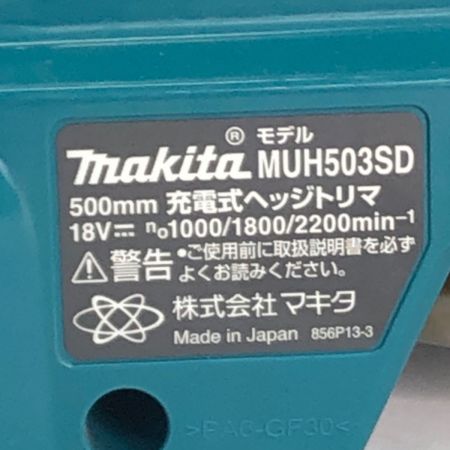 ® モデル
makita MUH503SD
500mm 充電式ヘッジトリマ
18V⎓ n₀1000/1800/2200min⁻¹
⚠警告 •ご使用前に取扱説明書を必ず
よくお読みください。
株式会社 マキタ
Made in Japan 856P13-3
>PA6-GF30<